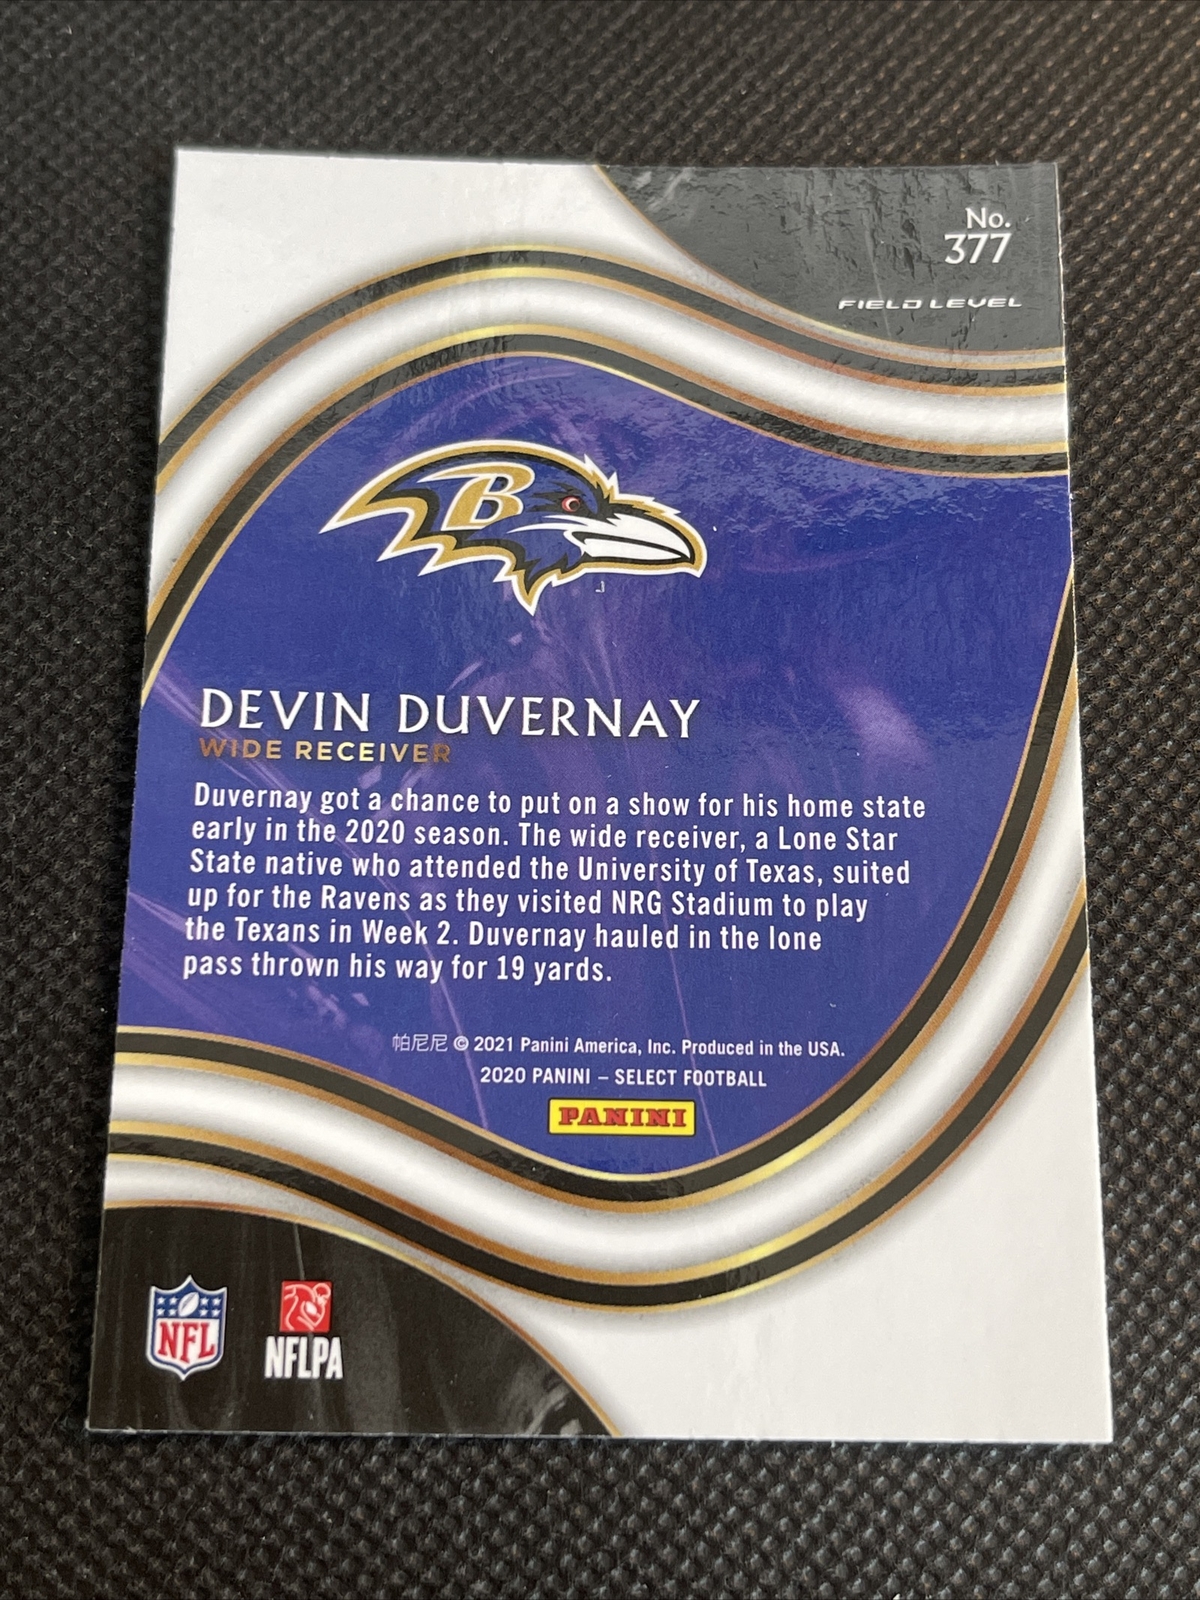 No.
377
FIELD LEVEL
B
DEVIN DUVERNAY
WIDE RECEIVER
Duvernay got a chance to put on a show for his home state
early in the 2020 season. The wide receiver, a Lone Star
State native who attended the University of Texas, suited
up for the Ravens as they visited NRG Stadium to play
the Texans in Week 2. Duvernay hauled in the lone
pass thrown his way for 19 yards.
帕尼尼 © 2021 Panini America, Inc. Produced in the USA.
2020 PANINI – SELECT FOOTBALL
PANINI
NFL
NFLPA